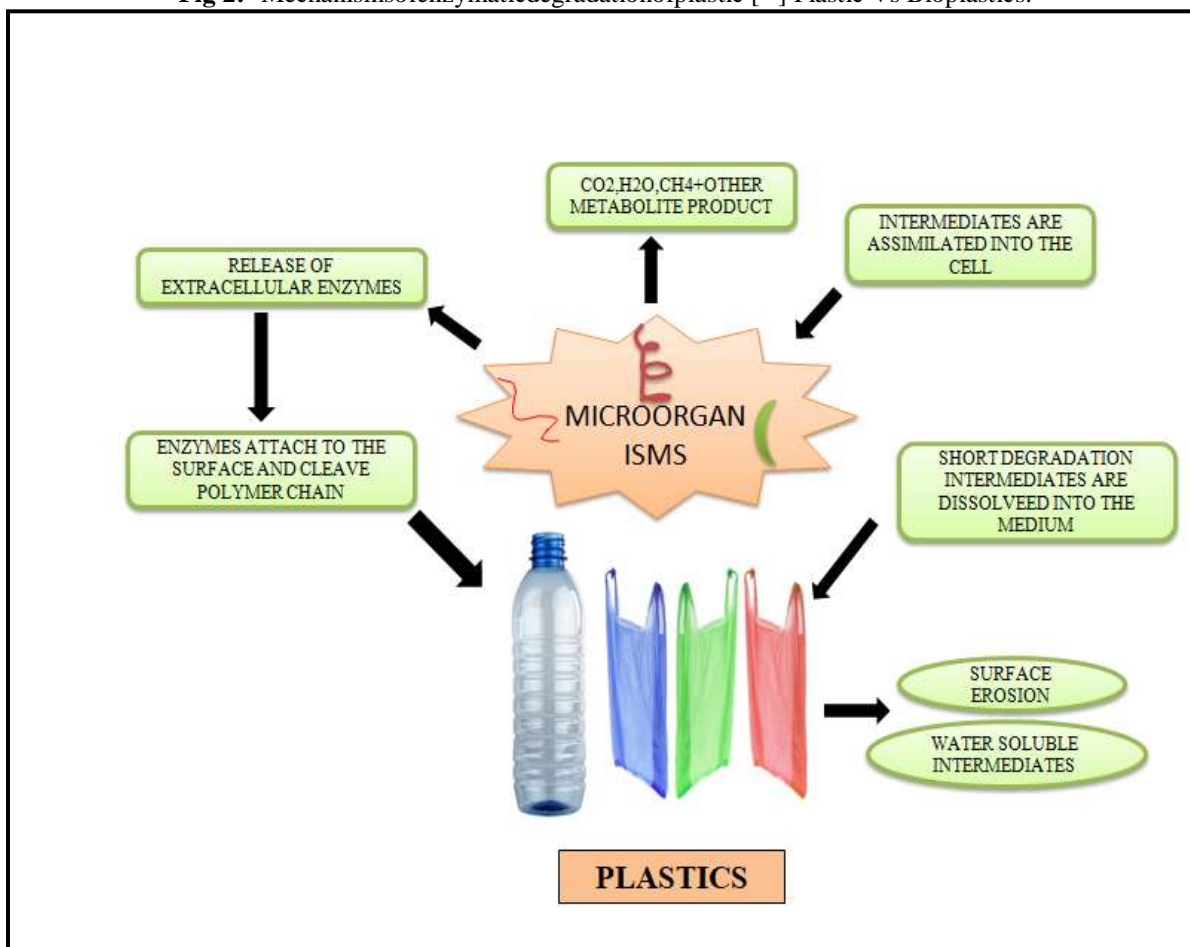 Fig 2: Mechanismsofenzymaticdegradationofplastic [ ] Plastic Vs Bioplastics.
CO2,H2O,CH4+OTHER
METABOLITE PRODUCT
INTERMEDIATES ARE
ASSIMILATED INTO THE
CELL
RELEASE OF
EXTRACELLULAR ENZYMES
MICROORGAN
ISMS
ENZYMES ATTACH TO THE
SURFACE AND CLEAVE
POLYMER CHAIN
SHORT DEGRADATION
INTERMEDIATES ARE
DISSOLVEED INTO THE
MEDIUM
SURFACE
EROSION
WATER SOLUBLE
INTERMEDIATES
PLASTICS